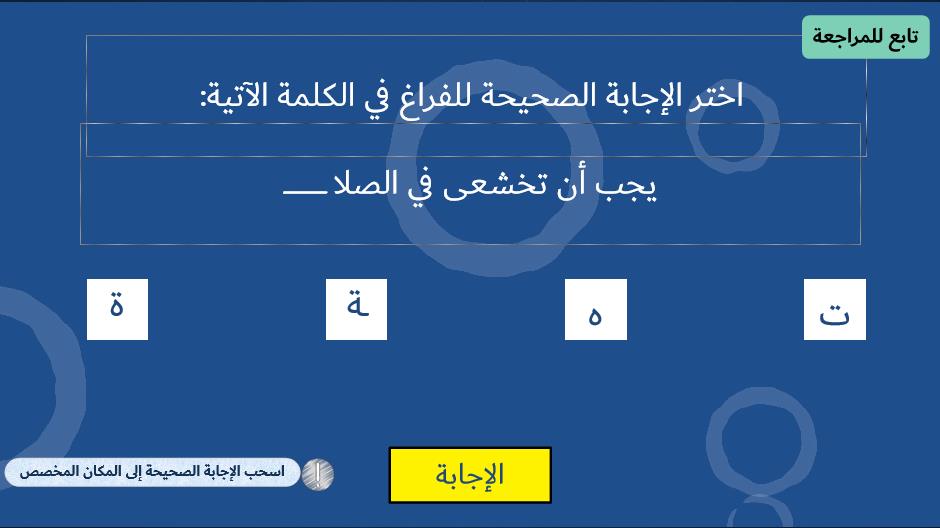 تابع للمراجعة
اختر الإجابة الصحيحة للفراغ في الكلمة الآتية:
يجب أن تخشعى في الصلا ___
ت
ه
ـة
ة
الإجابة
اسحب الإجابة الصحيحة إلى المكان المخصص
!